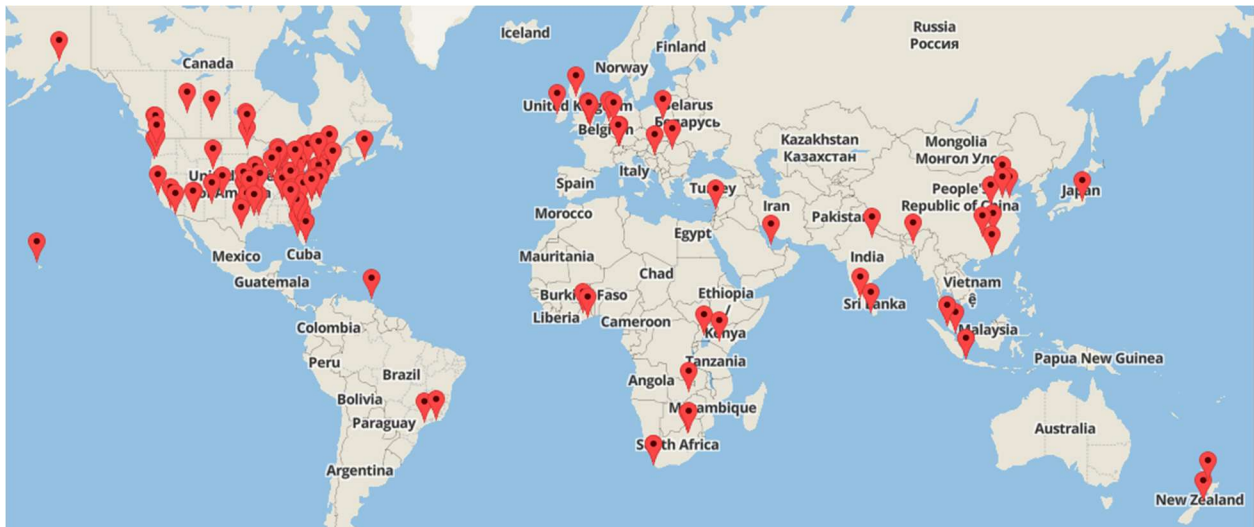 Iceland
Russia
Россия
Finland
Norway
Canada
United Kingdom
Belarus
Беларусь
Belgium
Kazakhstan
Казахстан
Mongolia
Монгол Улс
Italy
Spain
Turkey
Japan
People's
Republic of China
Iran
Pakistan
Morocco
Egypt
Mexico
Cuba
Mauritania
India
Guatemala
Chad
Vietnam
Burkina Faso
Ethiopia
Sri Lanka
Liberia
Cameroon
Colombia
Kenya
Malaysia
Peru
Tanzania
Papua New Guinea
Brazil
Angola
Bolivia
Mozambique
Paraguay
Australia
South Africa
Argentina
New Zealand